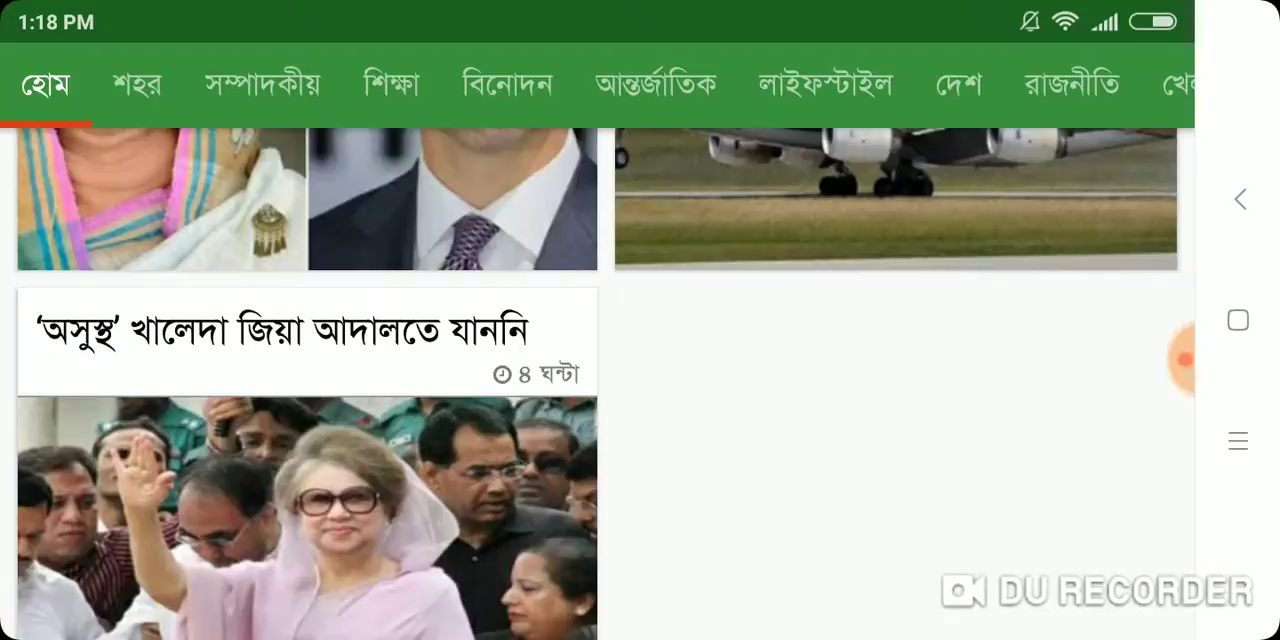 1:18 PM
হোম শহর সম্পাদকীয় শিক্ষা বিনোদন আন্তর্জাতিক লাইফস্টাইল দেশ রাজনীতি
‘অসুস্থ’ খালেদা জিয়া আদালতে যাননি
৪ ঘন্টা
DU RECORDER